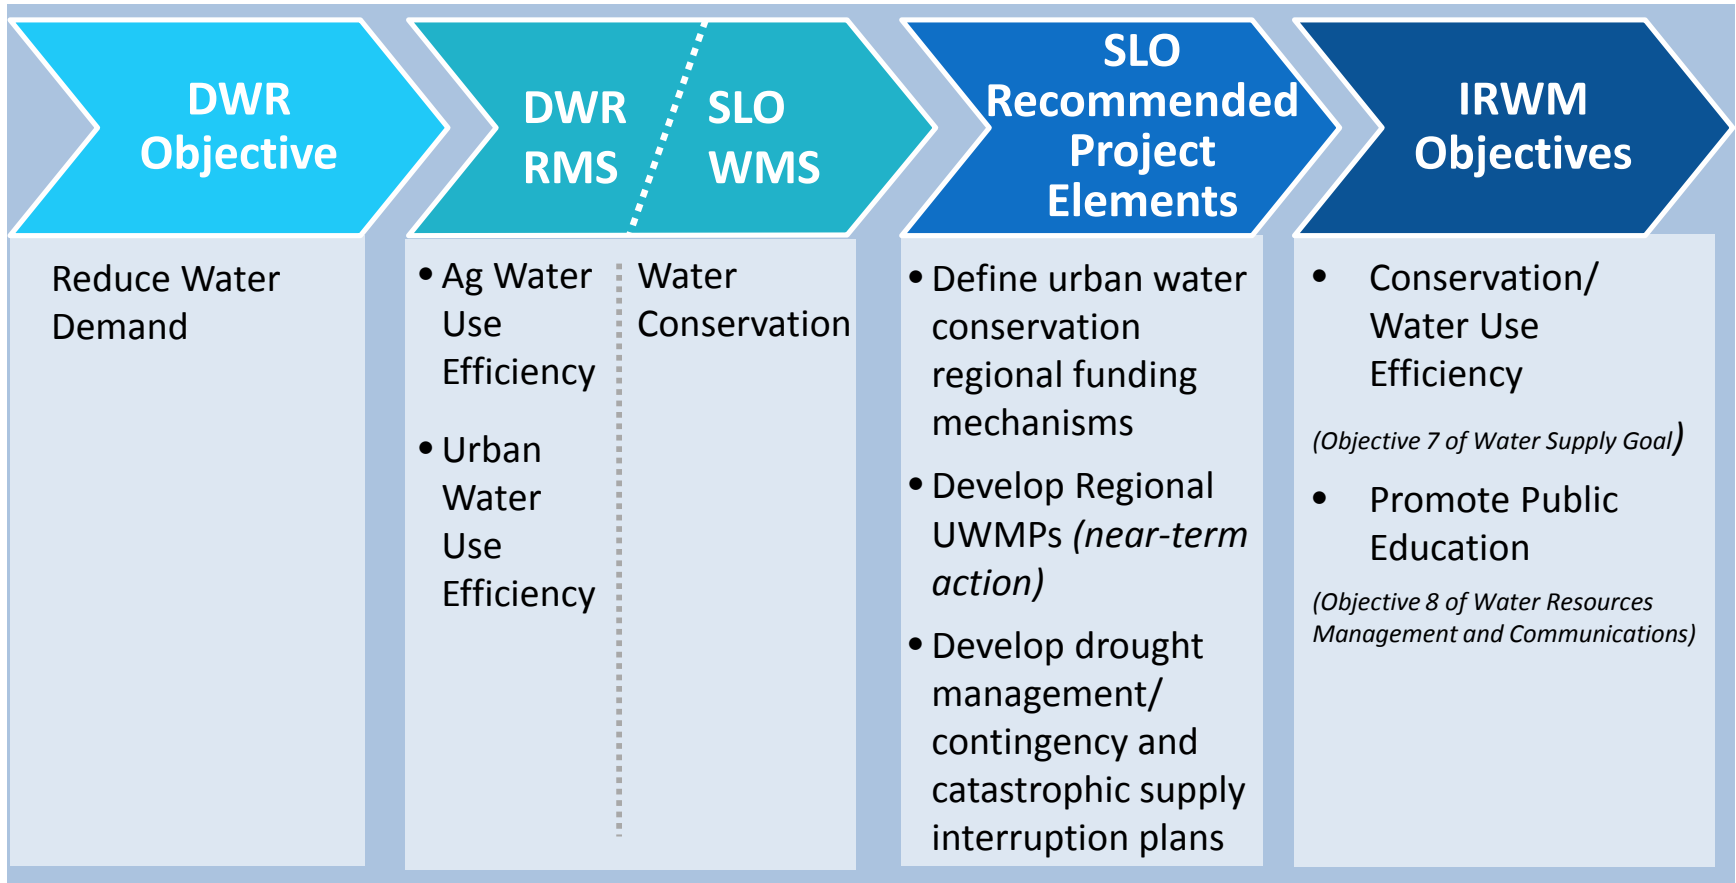 DWR
Objective
DWR
RMS
SLO
WMS
SLO
Recommended
Project
Elements
IRWM
Objectives
Reduce Water
Demand
• Ag Water
Use
Efficiency
• Urban
Water
Use
Efficiency
Water
Conservation
• Define urban water
conservation
regional funding
mechanisms
• Develop Regional
UWMPs (near-term
action)
• Develop drought
management/
contingency and
catastrophic supply
interruption plans
• Conservation/
Water Use
Efficiency
(Objective 7 of Water Supply Goal)
• Promote Public
Education
(Objective 8 of Water Resources
Management and Communications)